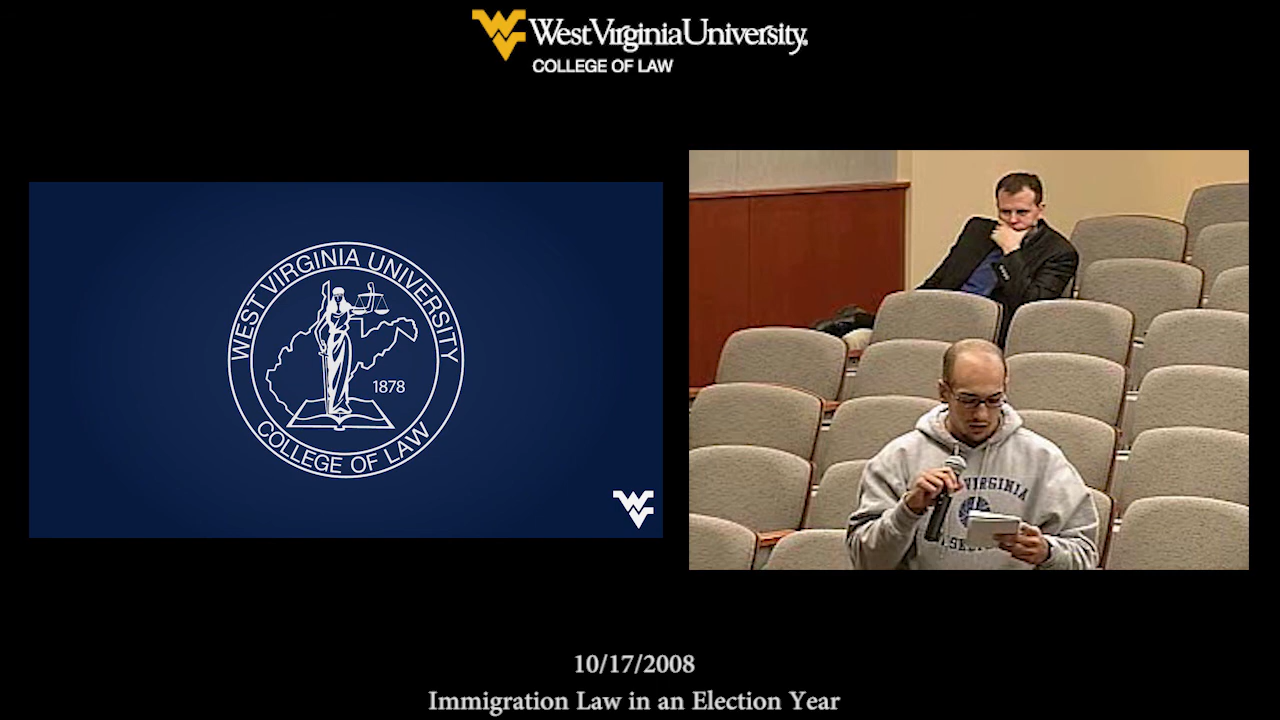 WestVirginiaUniversity.
COLLEGE OF LAW
WEST VIRGINIA UNIVERSITY
1878
COLLEGE OF LAW
VIRGINIA
10/17/2008
Immigration Law in an Election Year